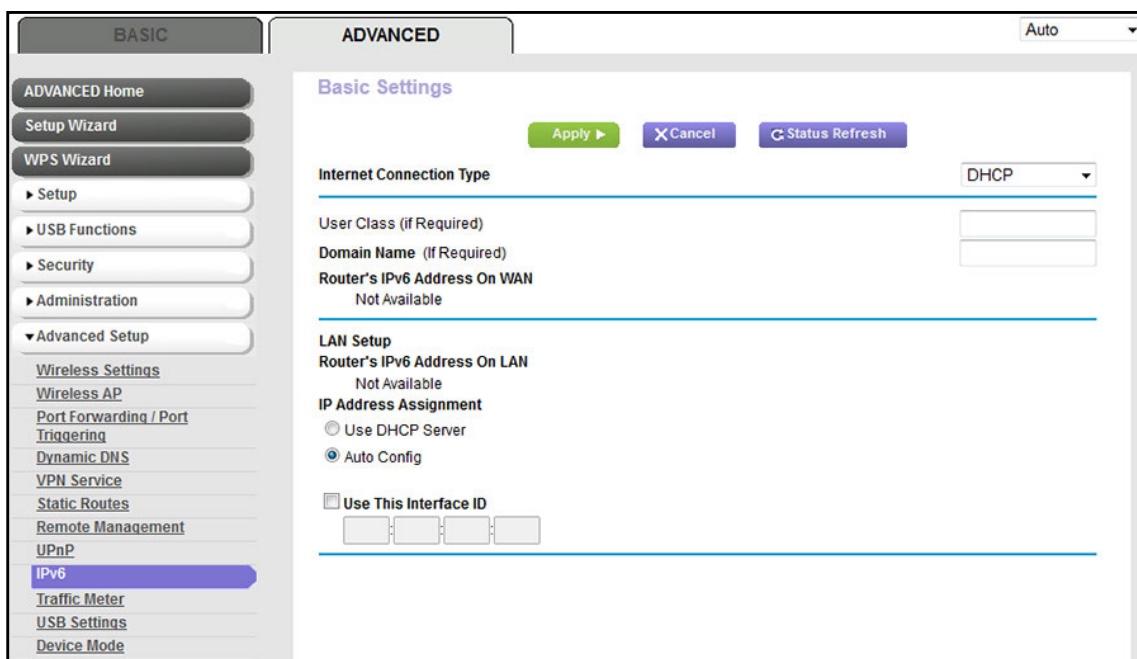 BASIC
ADVANCED
Auto
ADVANCED Home
Setup Wizard
WPS Wizard
Setup
USB Functions
Security
Administration
Advanced Setup
Wireless Settings
Wireless AP
Port Forwarding / Port
Triggering
Dynamic DNS
VPN Service
Static Routes
Remote Management
UPnP
IPv6
Traffic Meter
USB Settings
Device Mode
Basic Settings
Apply
Cancel
Status Refresh
Internet Connection Type
DHCP
User Class (if Required)
Domain Name (If Required)
Router's IPv6 Address On WAN
Not Available
LAN Setup
Router's IPv6 Address On LAN
Not Available
IP Address Assignment
Use DHCP Server
Auto Config
Use This Interface ID
: : :